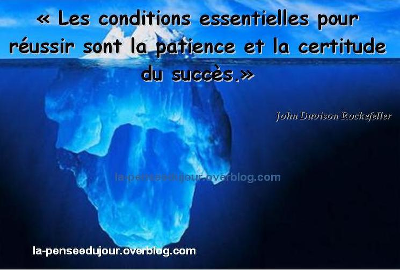 « Les conditions essentielles pour
réussir sont la patience et la certitude
du succès.»
John Davison Rockefeller
la-penseedujour.overblog.com
la-penseedujour.overblog.com